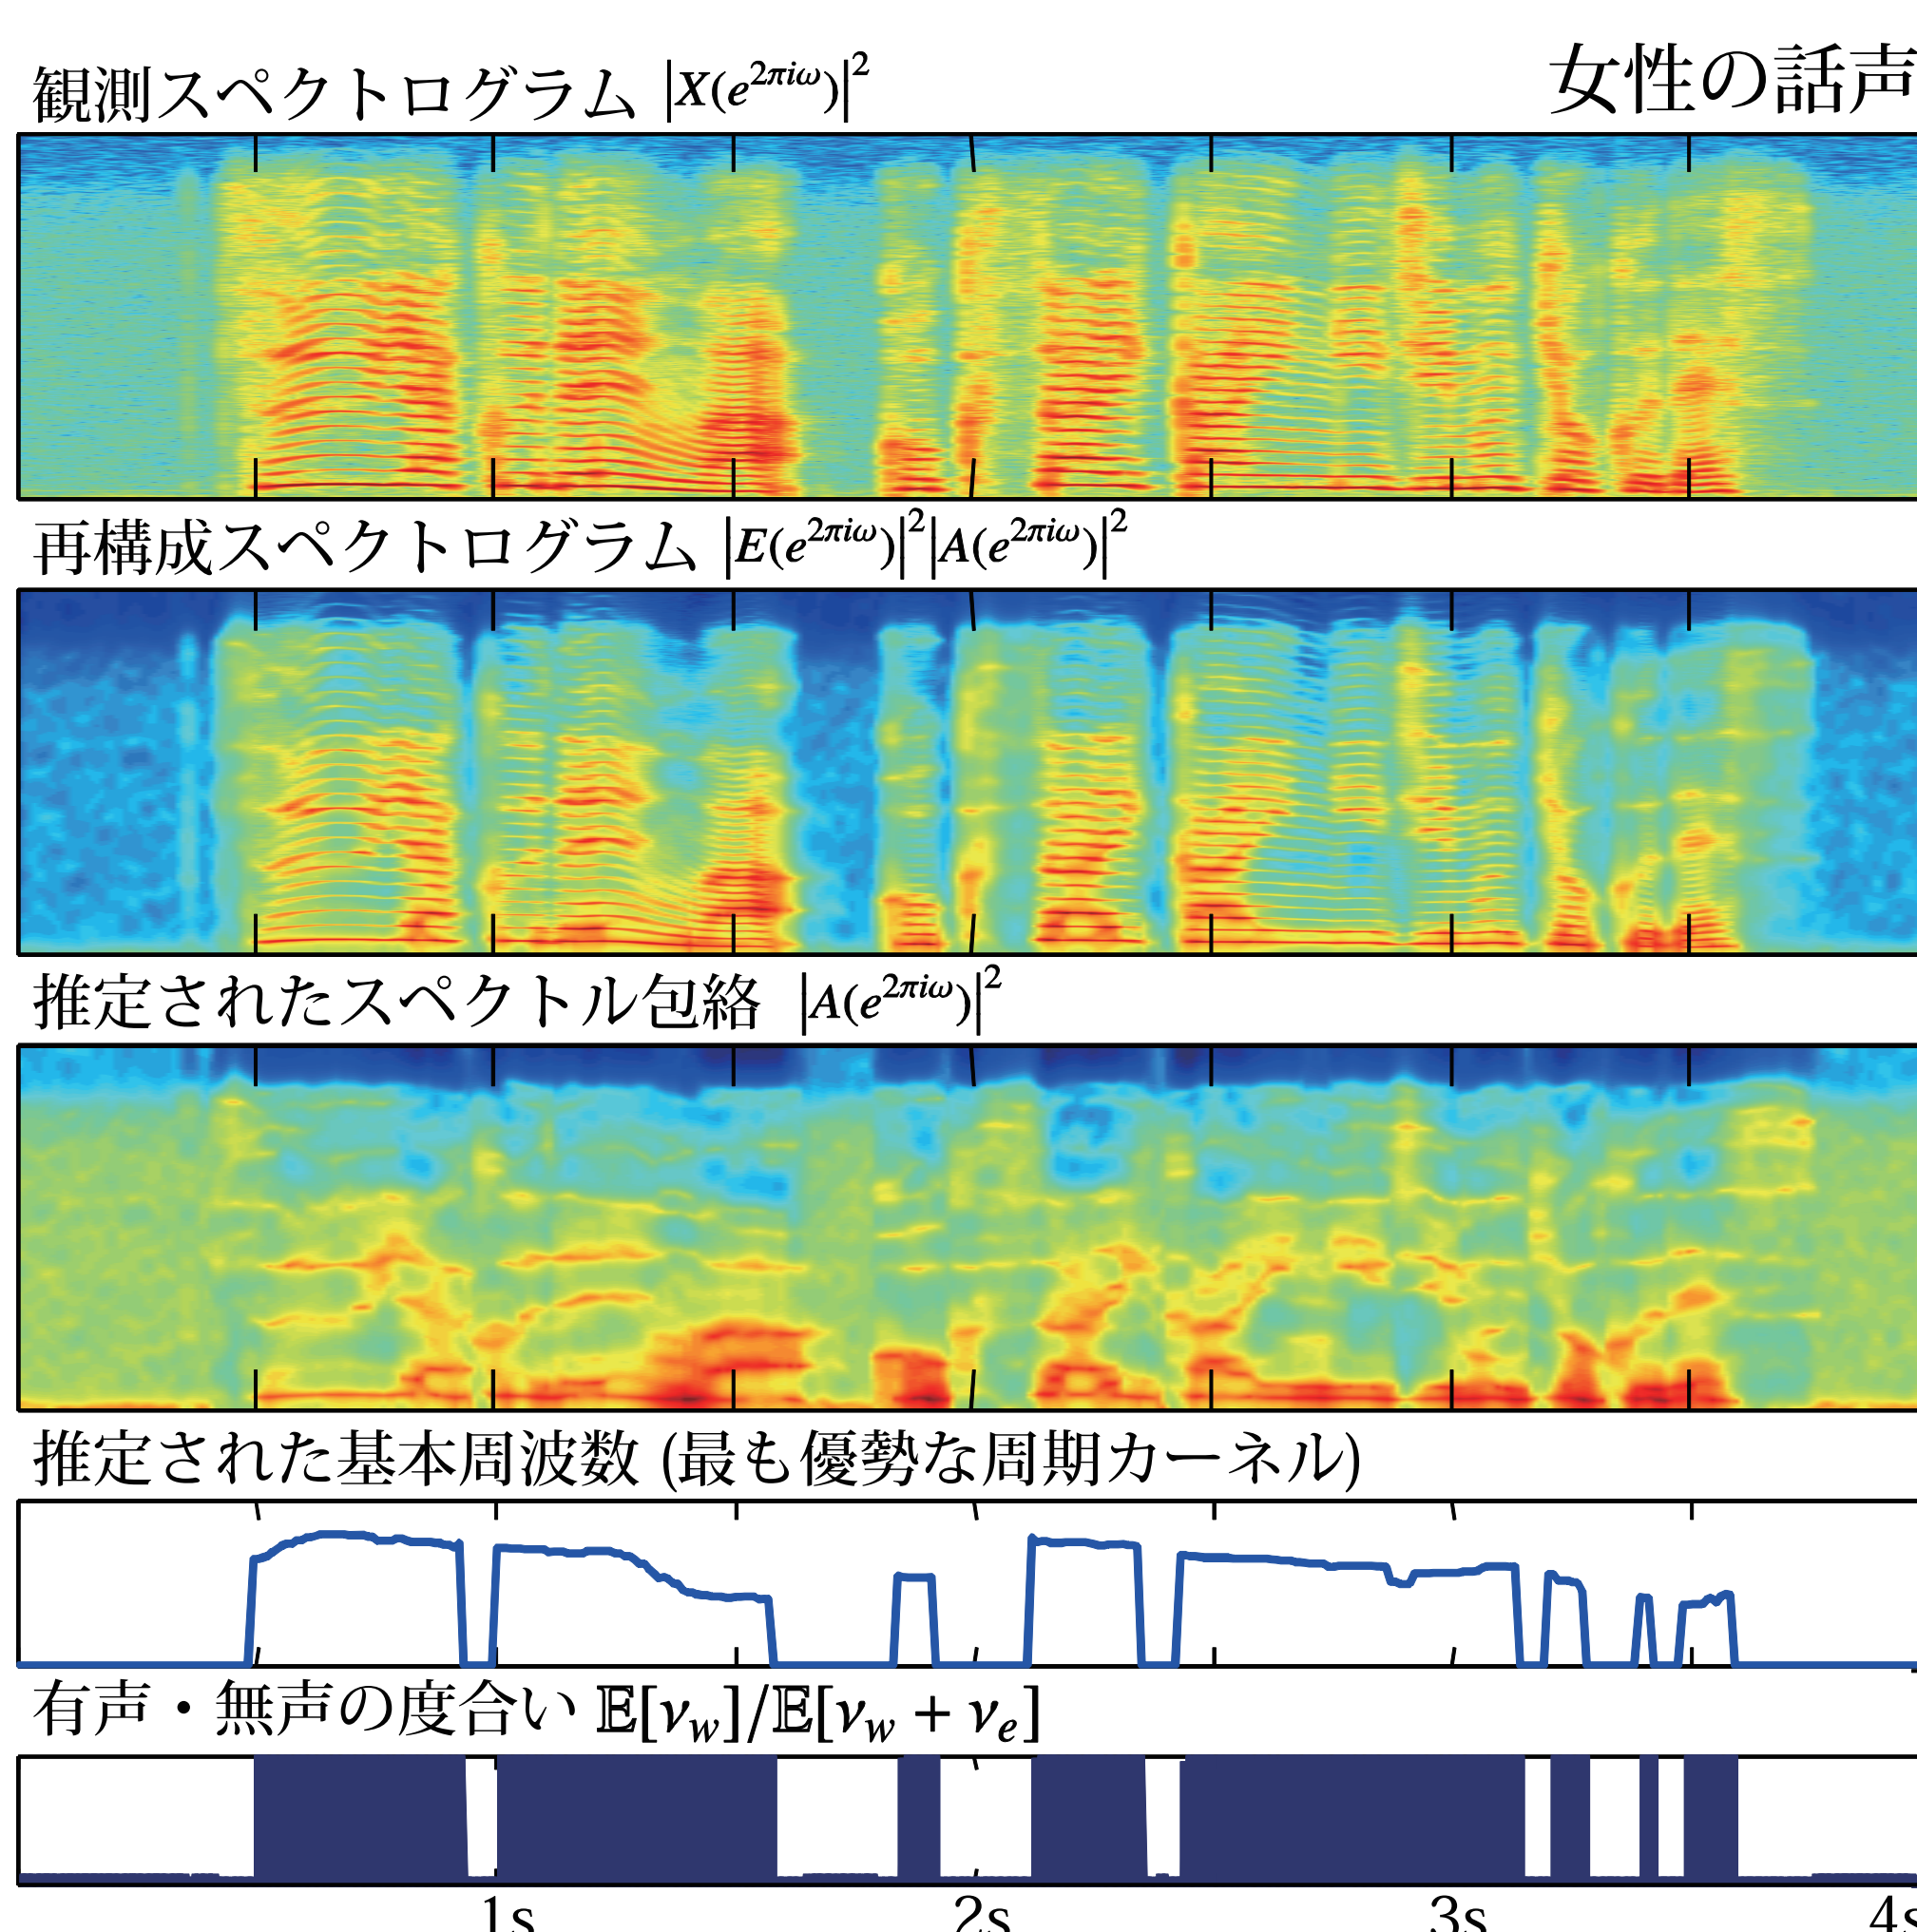 観測スペクトログラム |X(e^{2πiω})|^2 女性の話声
再構成スペクトログラム |E(e^{2πiω})|^2|A(e^{2πiω})|^2
推定されたスペクトル包絡 |A(e^{2πiω})|^2
推定された基本周波数 (最も優勢な周期カーネル)
有声・無声の度合い 𝔼[ν_w]/𝔼[ν_w + ν_e]
1s 2s 3s 4s